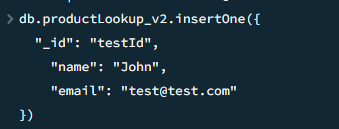 > db.productLookup_v2.insertOne({
"_id": "testId",
"name": "John",
"email": "test@test.com"
})